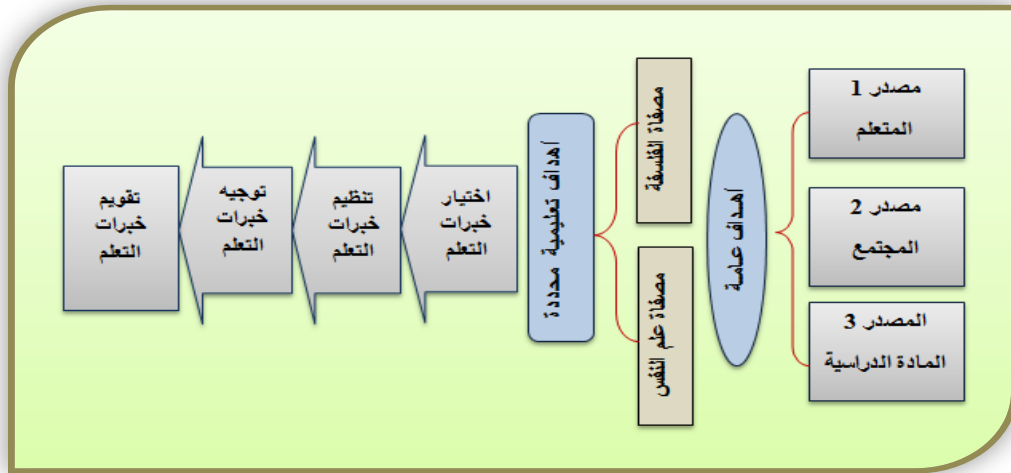 مصدر 1
المتعلم
مصدر 2
المجتمع
المصدر 3
المادة الدراسية
أهداف عامة
مصفاة الفلسفة
مصفاة علم النفس
أهداف تعليمية محددة
اختيار
خبرات
التعلم
تنظيم
خبرات
التعلم
توجيه
خبرات
التعلم
تقويم
خبرات
التعلم